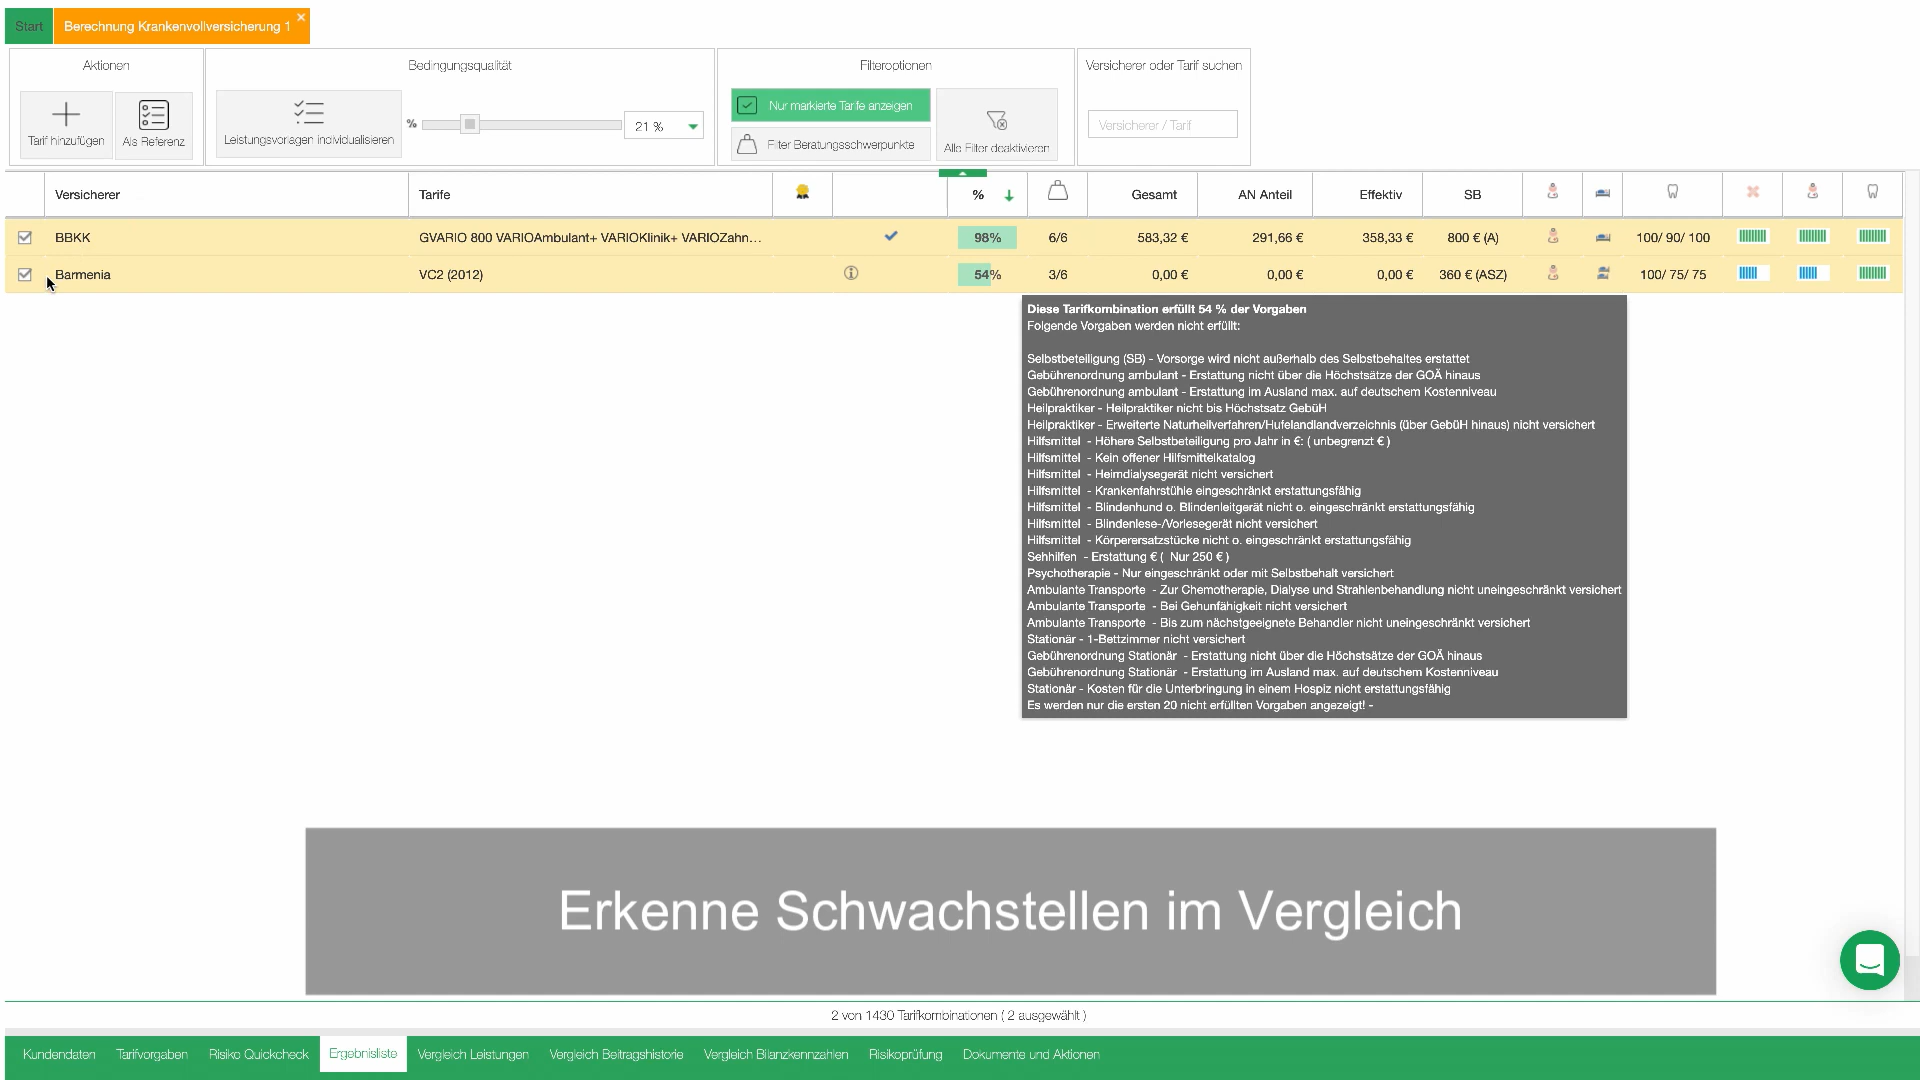 Start
Berechnung Krankenvollversicherung 1
Aktionen
Bedingungsqualität
Filteroptionen
Versicherer oder Tarif suchen
Tarif hinzufügen
Als Referenz
Leistungsvorlagen individualisieren
%
21 %
Nur markierte Tarife anzeigen
Filter Beratungsschwerpunkte
Alle Filter deaktivieren
Versicherer / Tarif
Versicherer Tarife % Gesamt AN Anteil Effektiv SB
BBKK GVARIO 800 VARIOAmbulant+ VARIOKlinik+ VARIOZahn... 98% 6/6 583,32 € 291,66 € 358,33 € 800 € (A) 100/ 90/ 100
Barmenia VC2 (2012) 54% 3/6 0,00 € 0,00 € 0,00 € 360 € (ASZ) 100/ 75/ 75
Diese Tarifkombination erfüllt 54 % der Vorgaben
Folgende Vorgaben werden nicht erfüllt:
Selbstbeteiligung (SB) - Vorsorge wird nicht außerhalb des Selbstbehaltes erstattet
Gebührenordnung ambulant - Erstattung nicht über die Höchstsätze der GOÄ hinaus
Gebührenordnung ambulant - Erstattung im Ausland max. auf deutschem Kostenniveau
Heilpraktiker - Heilpraktiker nicht bis Höchstsatz GebüH
Heilpraktiker - Erweiterte Naturheilverfahren/Hufelandlandverzeichnis (über GebüH hinaus) nicht versichert
Hilfsmittel - Höhere Selbstbeteiligung pro Jahr in €: ( unbegrenzt € )
Hilfsmittel - Kein offener Hilfsmittelkatalog
Hilfsmittel - Heimdialysegerät nicht versichert
Hilfsmittel - Krankenfahrstühle eingeschränkt erstattungsfähig
Hilfsmittel - Blindenhund o. Blindenleitgerät nicht o. eingeschränkt erstattungsfähig
Hilfsmittel - Blindenlese-/Vorlesegerät nicht versichert
Hilfsmittel - Körperersatzstücke nicht o. eingeschränkt erstattungsfähig
Sehhilfen - Erstattung € ( Nur 250 € )
Psychotherapie - Nur eingeschränkt oder mit Selbstbehalt versichert
Ambulante Transporte - Zur Chemotherapie, Dialyse und Strahlenbehandlung nicht uneingeschränkt versichert
Ambulante Transporte - Bei Gehunfähigkeit nicht versichert
Ambulante Transporte - Bis zum nächstgeeignete Behandler nicht uneingeschränkt versichert
Stationär - 1-Bettzimmer nicht versichert
Gebührenordnung Stationär - Erstattung nicht über die Höchstsätze der GOÄ hinaus
Gebührenordnung Stationär - Erstattung im Ausland max. auf deutschem Kostenniveau
Stationär - Kosten für die Unterbringung in einem Hospiz nicht erstattungsfähig
Es werden nur die ersten 20 nicht erfüllten Vorgaben angezeigt! -
Erkenne Schwachstellen im Vergleich
2 von 1430 Tarifkombinationen ( 2 ausgewählt )
Kundendaten Tarifvorgaben Risiko Quickcheck Ergebnisliste Vergleich Leistungen Vergleich Beitragshistorie Vergleich Bilanzkennzahlen Risikoprüfung Dokumente und Aktionen